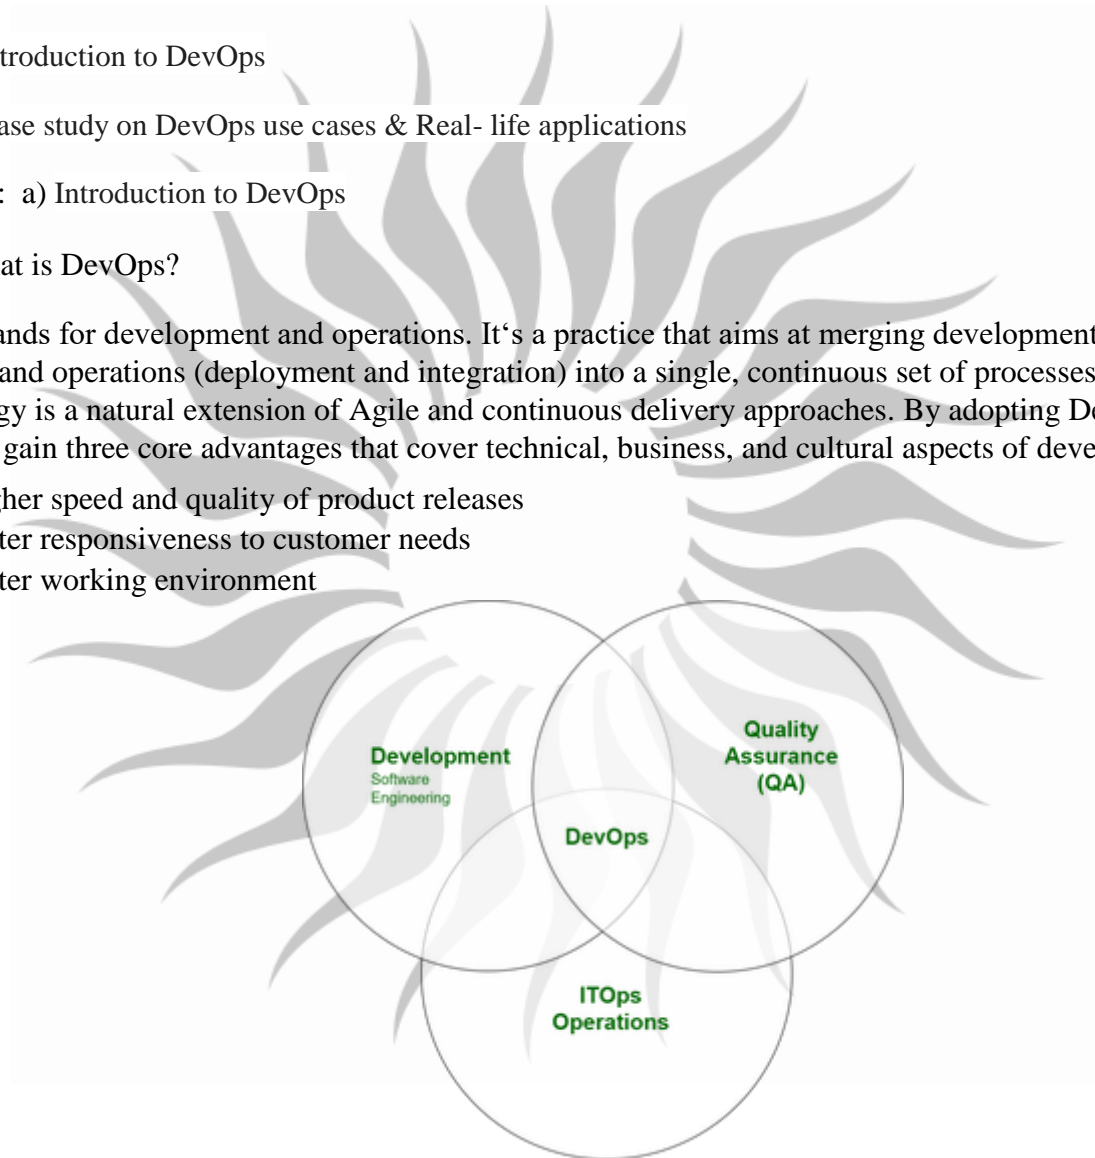 troduction to DevOps
ase study on DevOps use cases & Real- life applications
: a) Introduction to DevOps
at is DevOps?
ands for development and operations. It‘s a practice that aims at merging development,
and operations (deployment and integration) into a single, continuous set of processes
gy is a natural extension of Agile and continuous delivery approaches. By adopting De
gain three core advantages that cover technical, business, and cultural aspects of deve
gher speed and quality of product releases
ter responsiveness to customer needs
ter working environment
Development
Software
Engineering
Quality
Assurance
(QA)
DevOps
ITOps
Operations